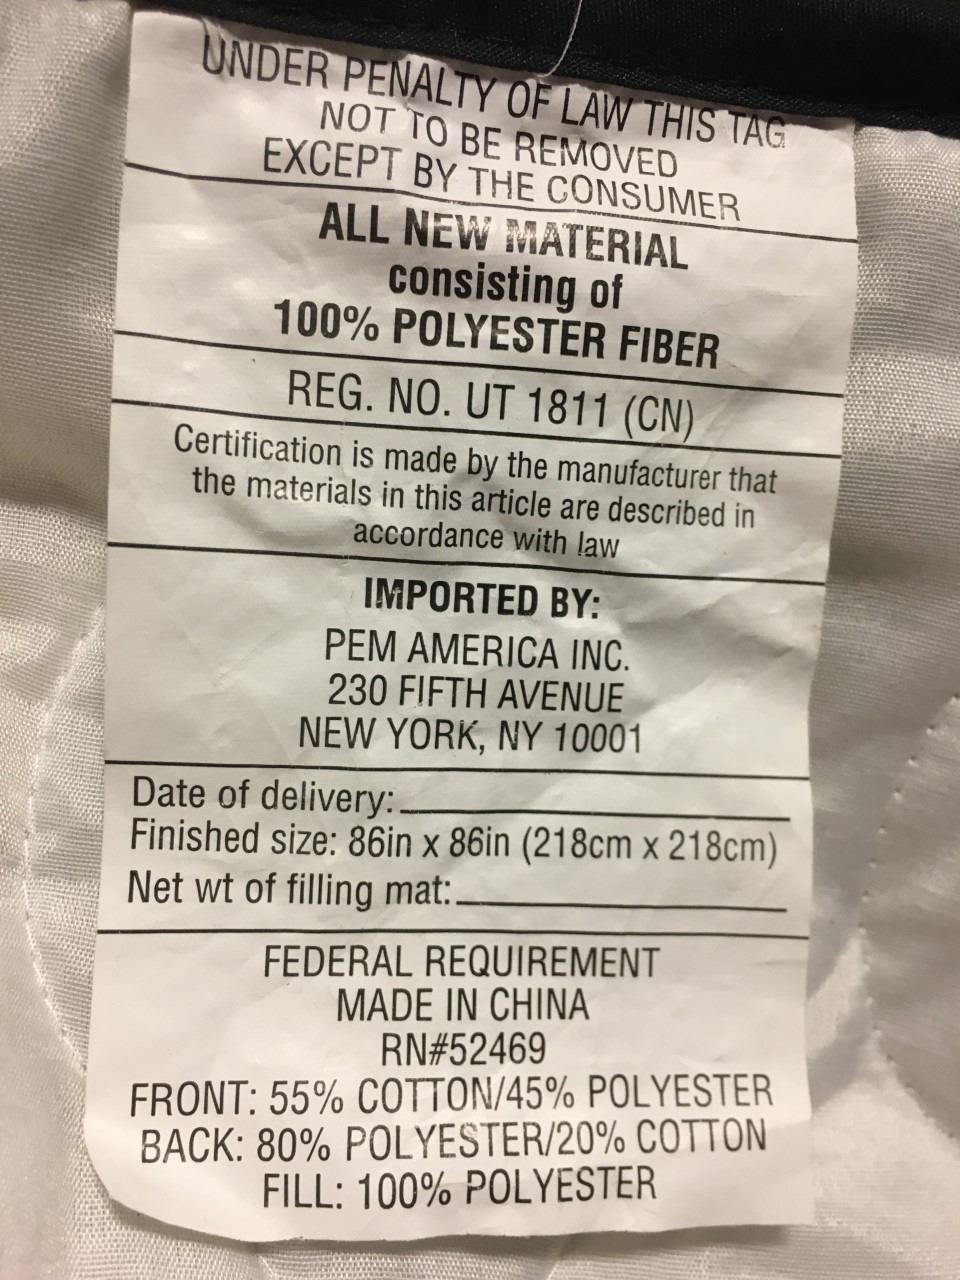 UNDER PENALTY OF LAW THIS TAG
NOT TO BE REMOVED
EXCEPT BY THE CONSUMER
ALL NEW MATERIAL
consisting of
100% POLYESTER FIBER
REG. NO. UT 1811 (CN)
Certification is made by the manufacturer that
the materials in this article are described in
accordance with law
IMPORTED BY:
PEM AMERICA INC.
230 FIFTH AVENUE
NEW YORK, NY 10001
Date of delivery:
Finished size: 86in x 86in (218cm x 218cm)
Net wt of filling mat:
FEDERAL REQUIREMENT
MADE IN CHINA
RN#52469
FRONT: 55% COTTON/45% POLYESTER
BACK: 80% POLYESTER/20% COTTON
FILL: 100% POLYESTER